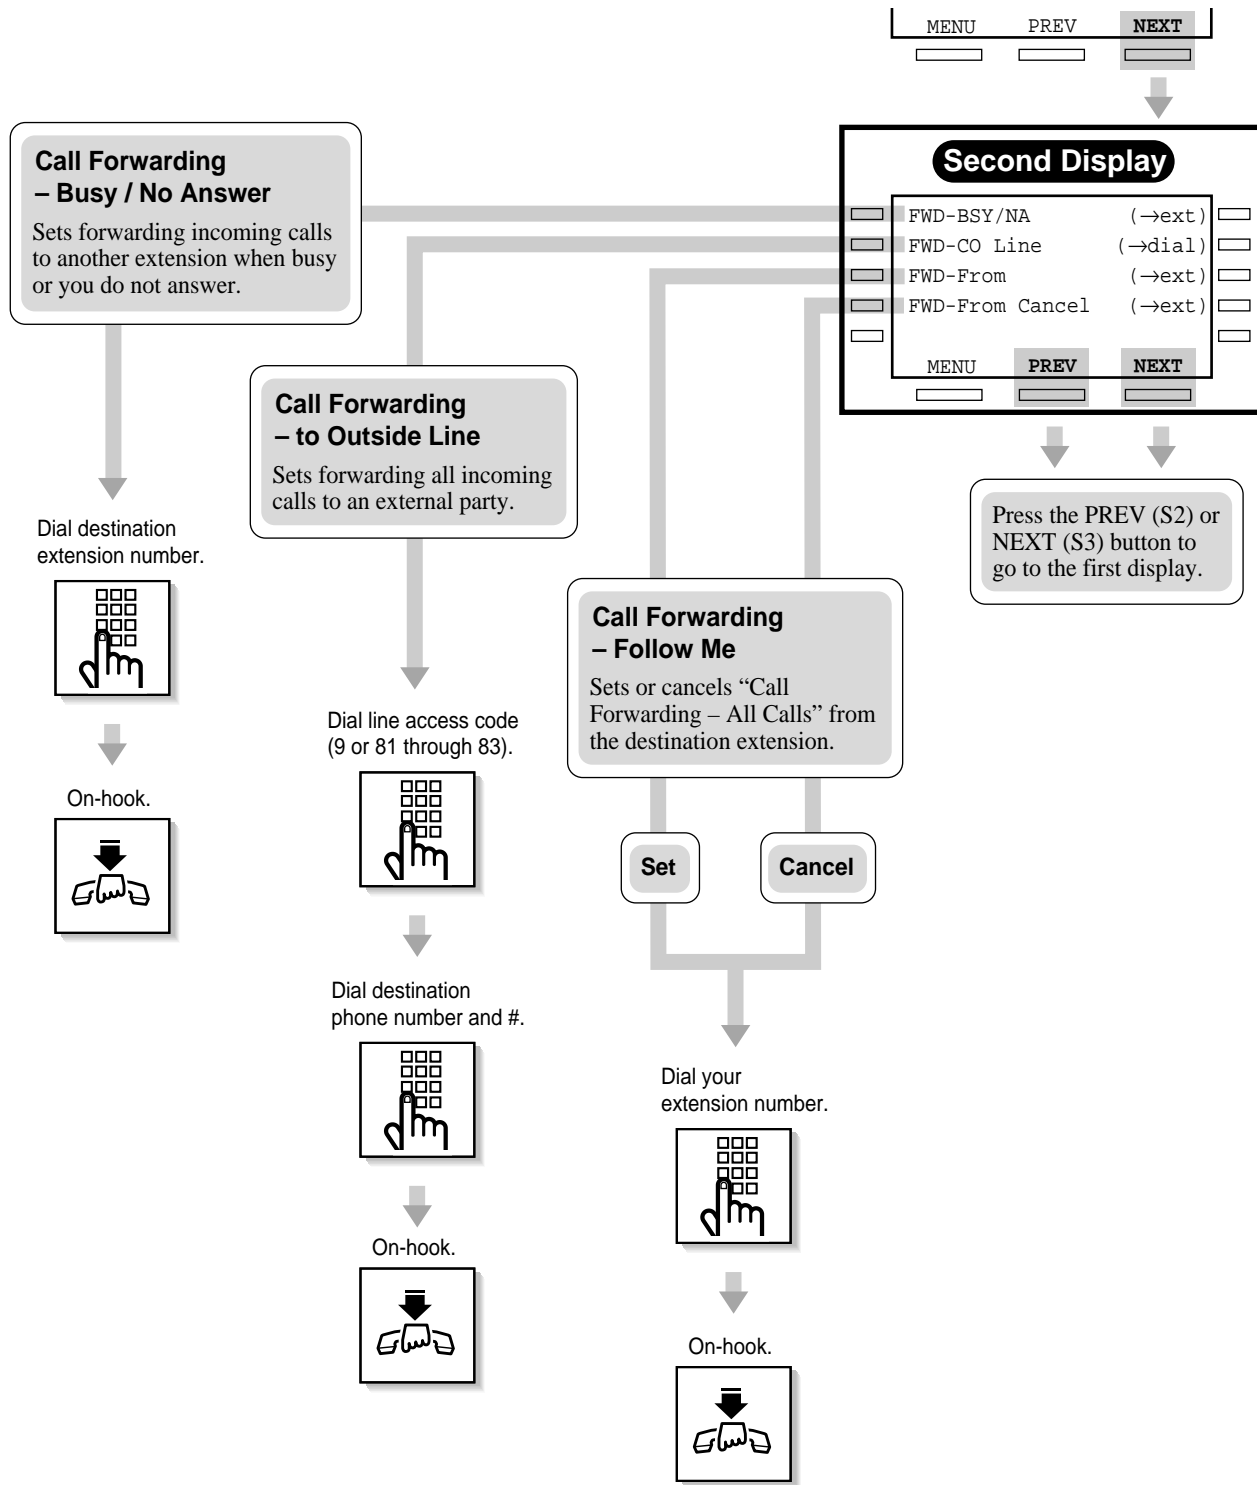 MENU PREV NEXT
Second Display
FWD-BSY/NA (→ext)
FWD-CO Line (→dial)
FWD-From (→ext)
FWD-From Cancel (→ext)
MENU PREV NEXT
Press the PREV (S2) or
NEXT (S3) button to
go to the first display.
Call Forwarding
– Busy / No Answer
Sets forwarding incoming calls
to another extension when busy
or you do not answer.
Dial destination
extension number.
On-hook.
Call Forwarding
– to Outside Line
Sets forwarding all incoming
calls to an external party.
Dial line access code
(9 or 81 through 83).
Dial destination
phone number and #.
On-hook.
Call Forwarding
– Follow Me
Sets or cancels “Call
Forwarding – All Calls” from
the destination extension.
Set
Cancel
Dial your
extension number.
On-hook.